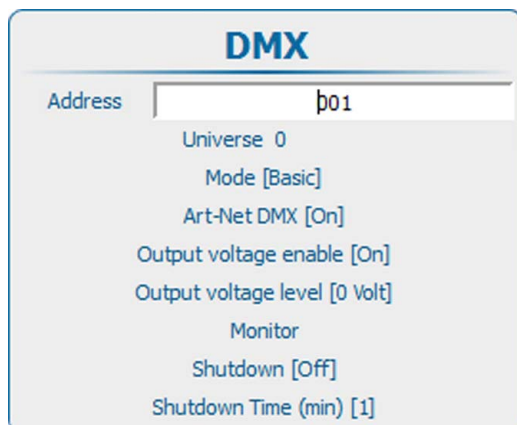 DMX
Address 001
Universe 0
Mode [Basic]
Art-Net DMX [On]
Output voltage enable [On]
Output voltage level [0 Volt]
Monitor
Shutdown [Off]
Shutdown Time (min) [1]